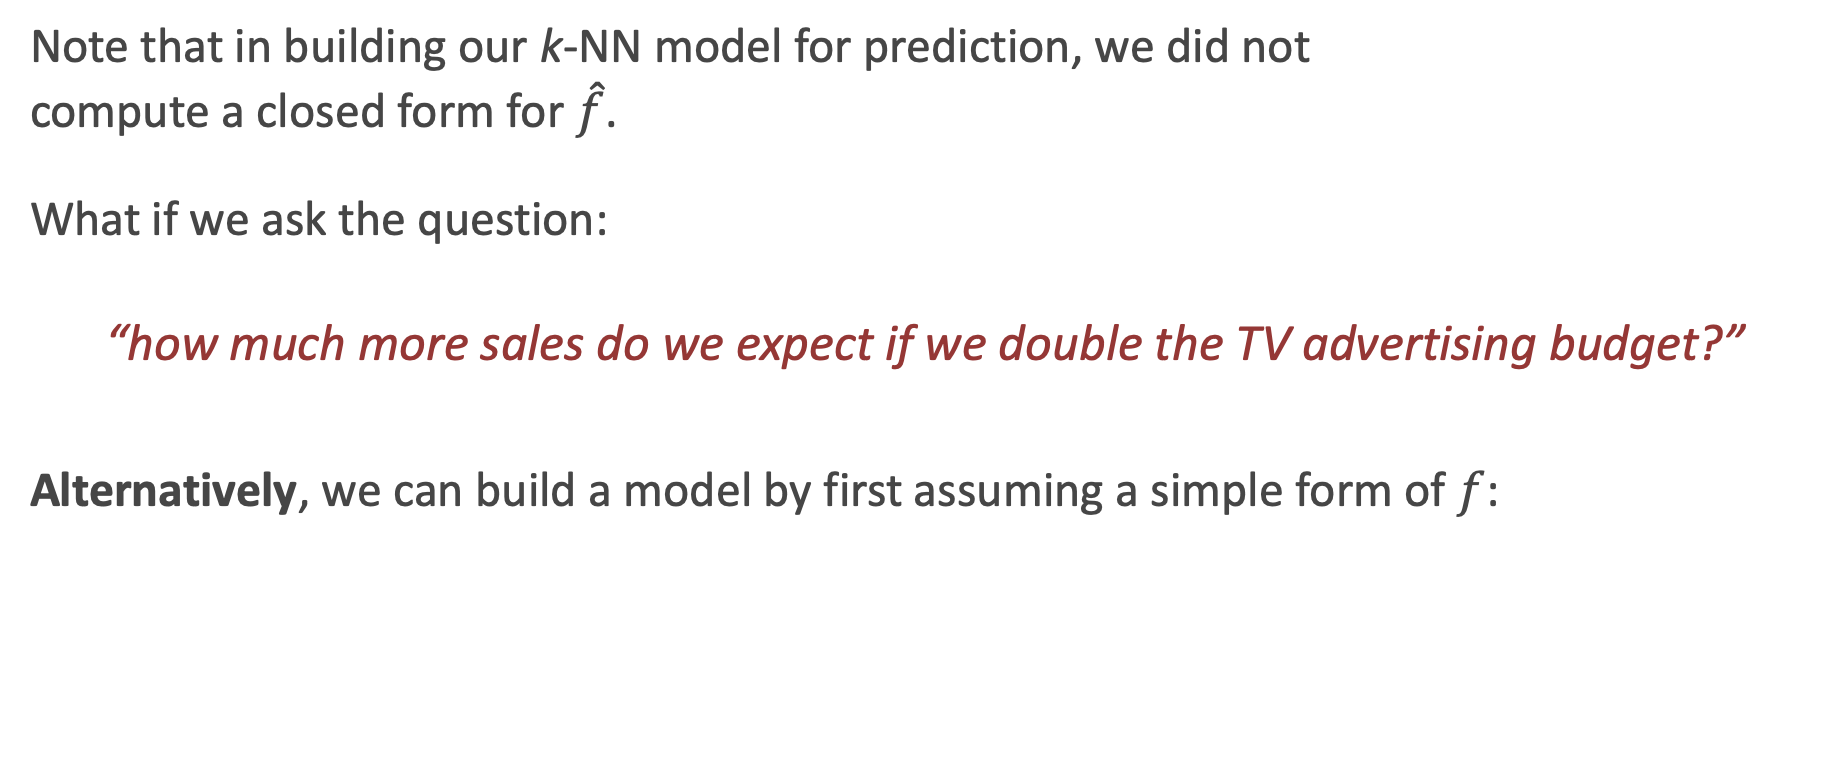 Note that in building our k-NN model for prediction, we did not
compute a closed form for f̂.
What if we ask the question:
“how much more sales do we expect if we double the TV advertising budget?”
Alternatively, we can build a model by first assuming a simple form of f: